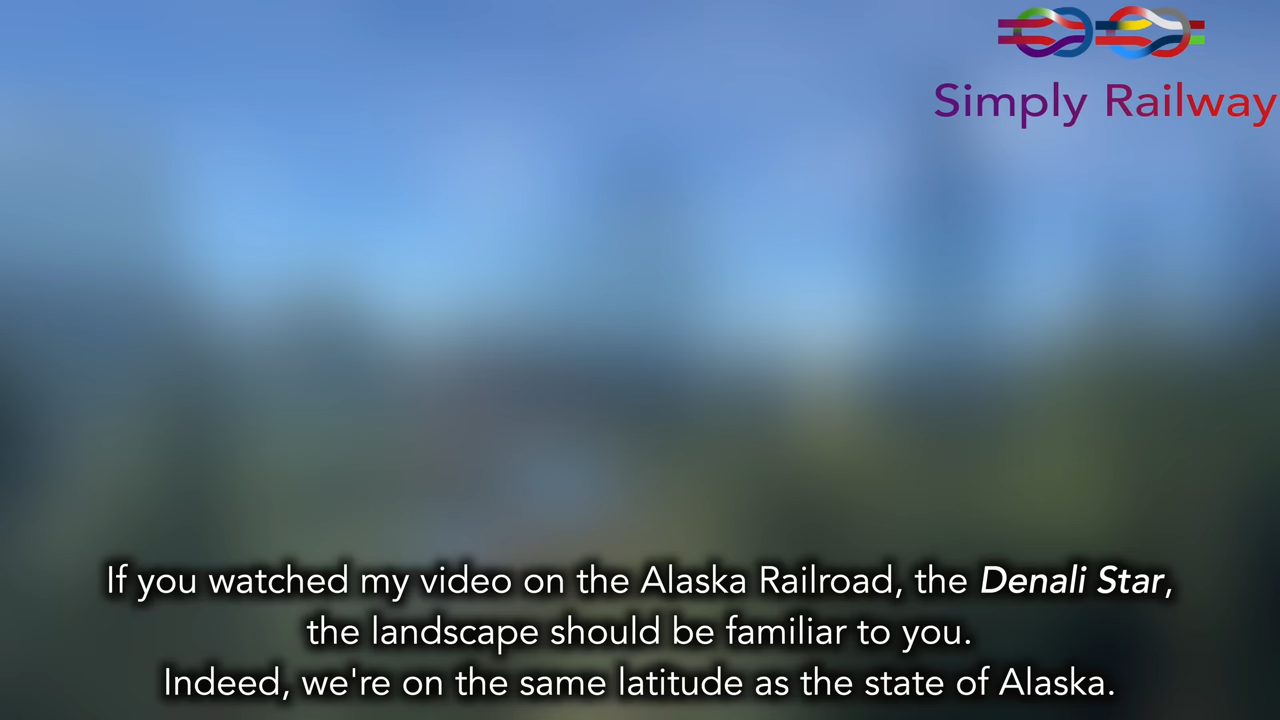 Simply Railway
If you watched my video on the Alaska Railroad, the Denali Star,
the landscape should be familiar to you.
Indeed, we're on the same latitude as the state of Alaska.